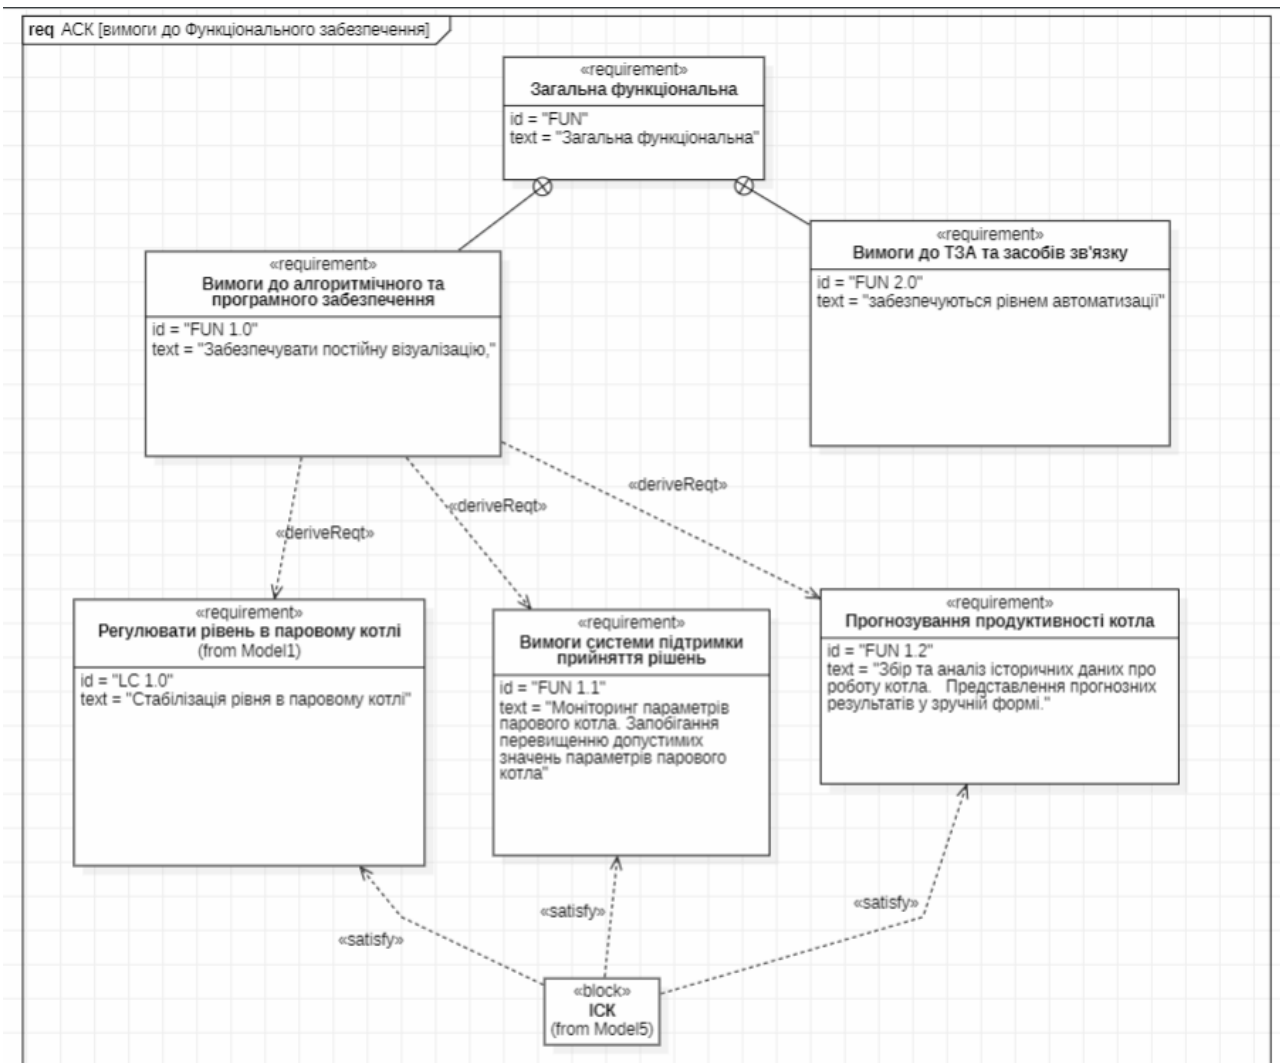 req АСК [вимоги до Функціонального забезпечення]
«requirement»
Загальна функціональна
id = "FUN"
text = "Загальна функціональна"
«requirement»
Вимоги до ТЗА та засобів зв'язку
id = "FUN 2.0"
text = "забезпечуються рівнем автоматизації"
«requirement»
Вимоги до алгоритмічного та
програмного забезпечення
id = "FUN 1.0"
text = "Забезпечувати постійну візуалізацію,"
«deriveReqt»
«deriveReqt»
«deriveReqt»
«requirement»
Регулювати рівень в паровому котлі
(from Model1)
id = "LC 1.0"
text = "Стабілізація рівня в паровому котлі"
«requirement»
Вимоги системи підтримки
прийняття рішень
id = "FUN 1.1"
text = "Моніторинг параметрів
парового котла. Запобігання
перевищенню допустимих
значень параметрів парового
котла"
«requirement»
Прогнозування продуктивності котла
id = "FUN 1.2"
text = "Збір та аналіз історичних даних про
роботу котла.   Представлення прогнозних
результатів у зручній формі."
«satisfy»
«satisfy»
«satisfy»
«block»
ІСК
(from Model5)